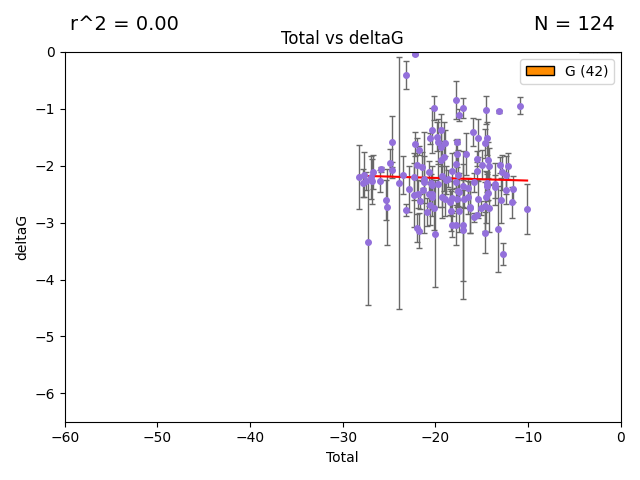 r^2 = 0.00
N = 124
Total vs deltaG
G (42)
0
−1
−2
−3
−4
−5
−6
deltaG
−60
−50
−40
−30
−20
−10
0
Total